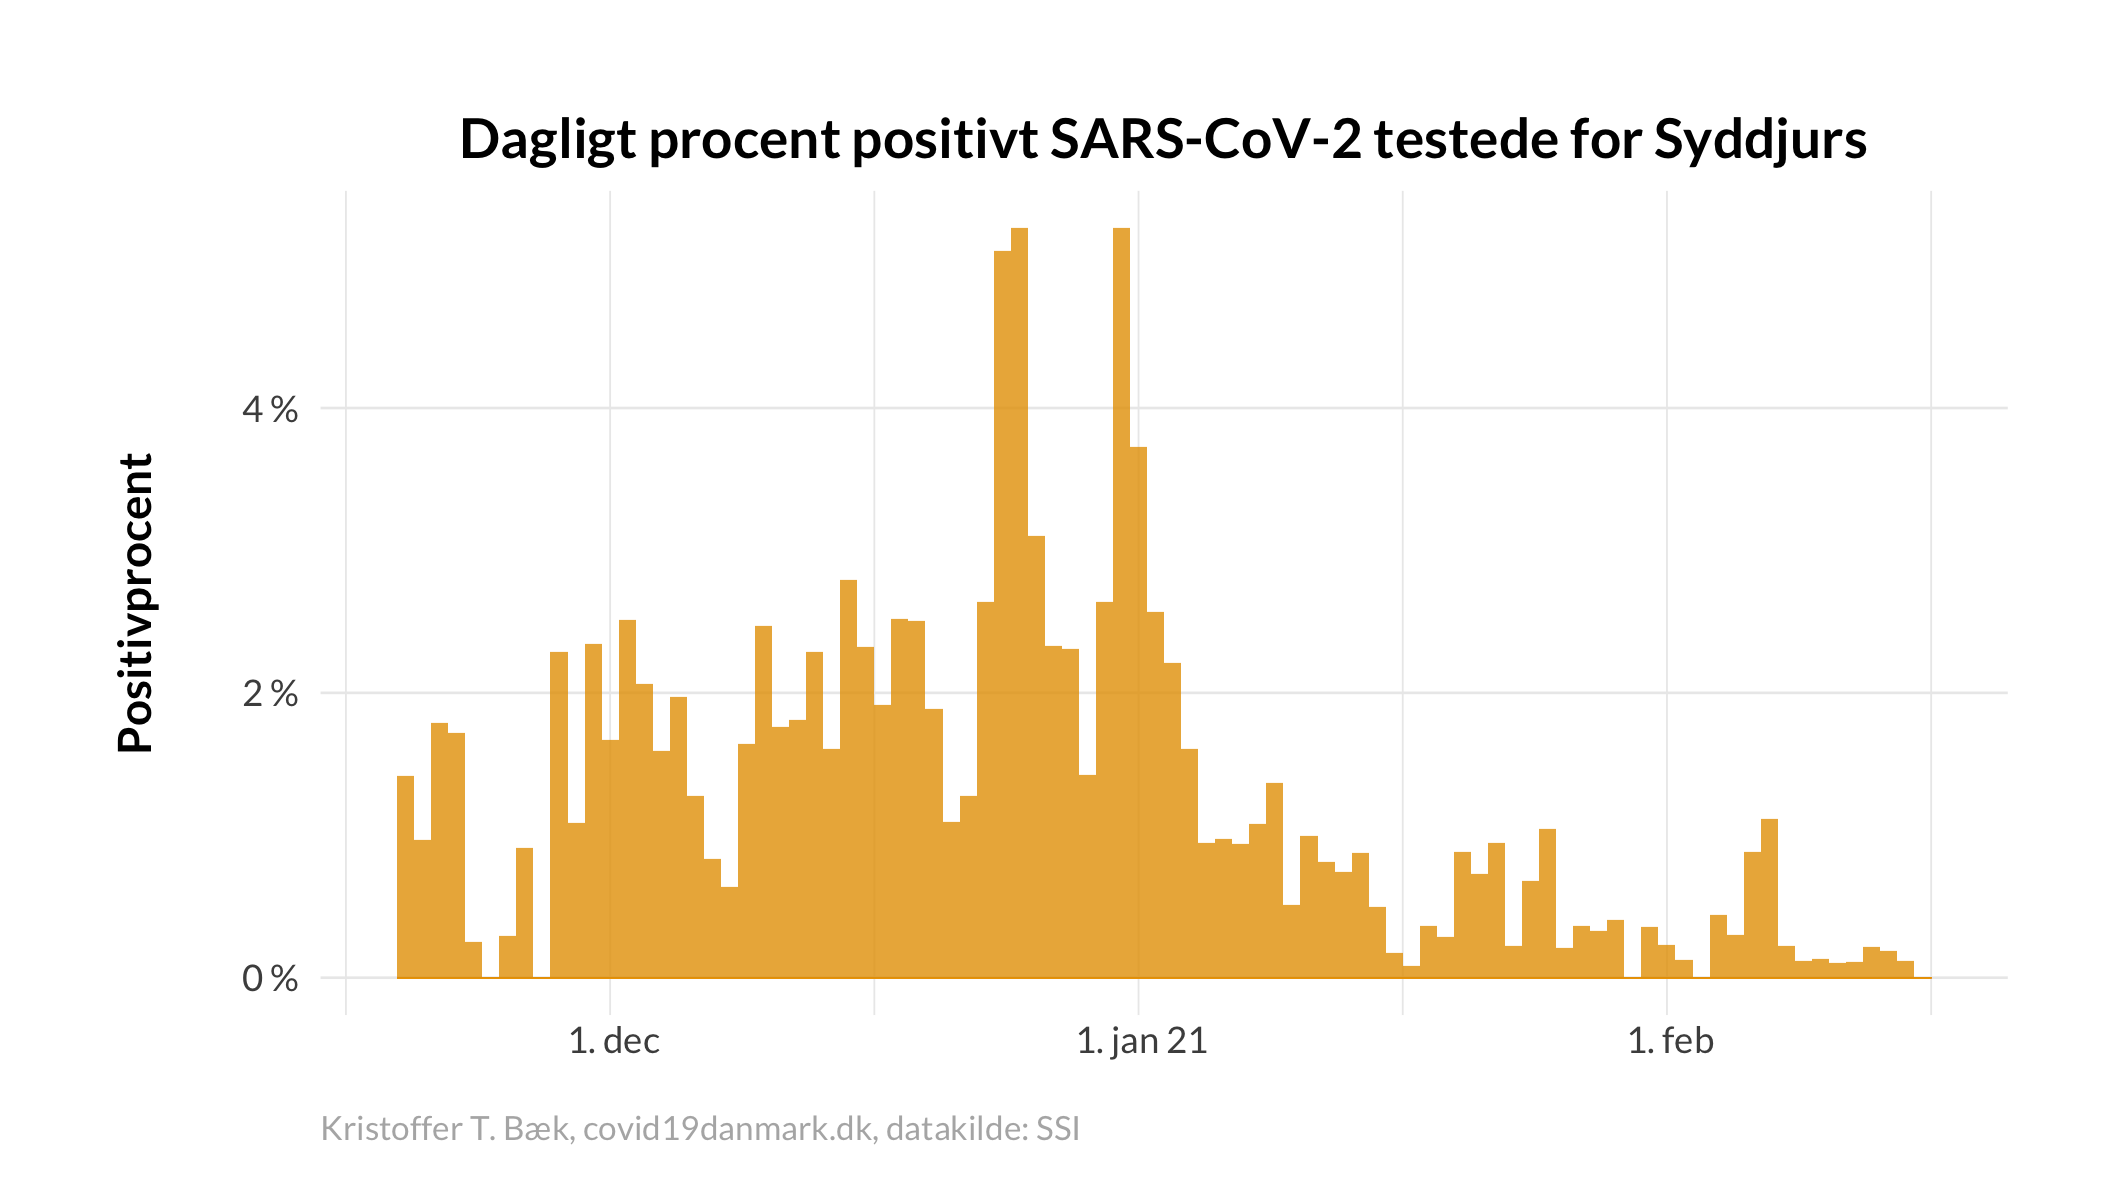 Dagligt procent positivt SARS-CoV-2 testede for Syddjurs
Positivprocent
4 %
2 %
0 %
1. dec
1. jan 21
1. feb
Kristoffer T. Bæk, covid19danmark.dk, datakilde: SSI